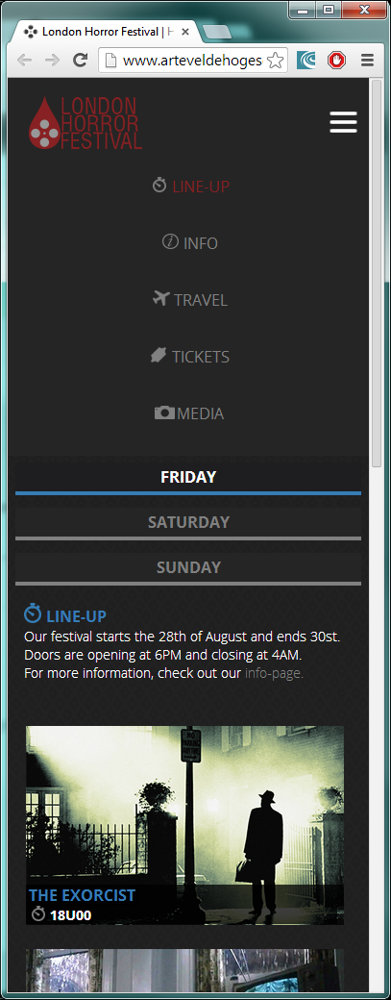 London Horror Festival | H
www.arteveldehoges
LONDON
HORROR
FESTIVAL
LINE-UP
INFO
TRAVEL
TICKETS
MEDIA
FRIDAY
SATURDAY
SUNDAY
LINE-UP
Our festival starts the 28th of August and ends 30st.
Doors are opening at 6PM and closing at 4AM.
For more information, check out our info-page.
THE EXORCIST
18U00